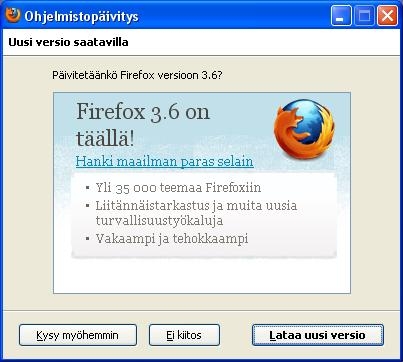 Ohjelmistopäivitys
Uusi versio saatavilla
Päivitetäänkö Firefox versioon 3.6?
Firefox 3.6 on
täällä!
Hanki maailman paras selain
• Yli 35 000 teemaa Firefoxiin
• Liitännäistarkastus ja muita uusia
turvallisuustyökaluja
• Vakaampi ja tehokkaampi
Kysy myöhemmin
Ei kiitos
Lataa uusi versio